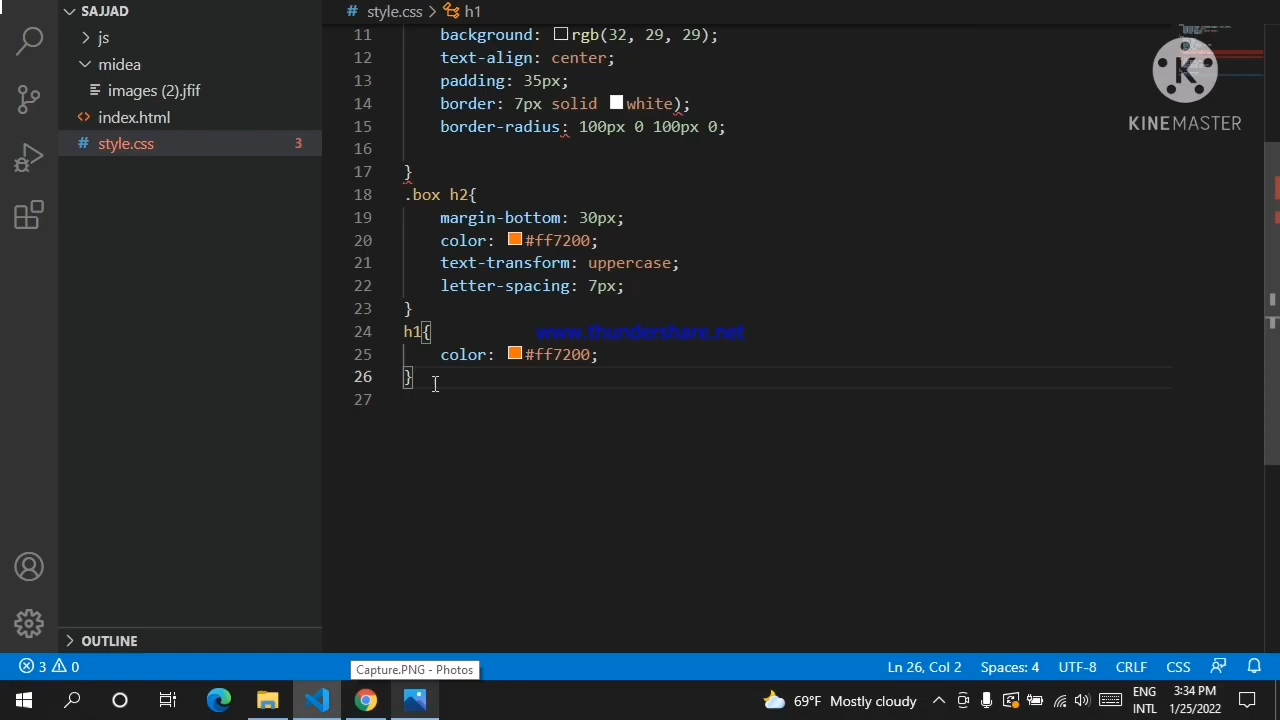 SAJJAD
js
midea
images (2).jfif
index.html
style.css 3
OUTLINE
style.css > h1
11 background: rgb(32, 29, 29);
12 text-align: center;
13 padding: 35px;
14 border: 7px solid white);
15 border-radius: 100px 0 100px 0;
16
17 }
18 .box h2{
19 margin-bottom: 30px;
20 color: #ff7200;
21 text-transform: uppercase;
22 letter-spacing: 7px;
23 }
24 h1{
25 color: #ff7200;
26 }
27
www.thundershare.net
K
KINEMASTER
3 0
Capture.PNG - Photos
Ln 26, Col 2 Spaces: 4 UTF-8 CRLF CSS
69°F Mostly cloudy
ENG
INTL
3:34 PM
1/25/2022